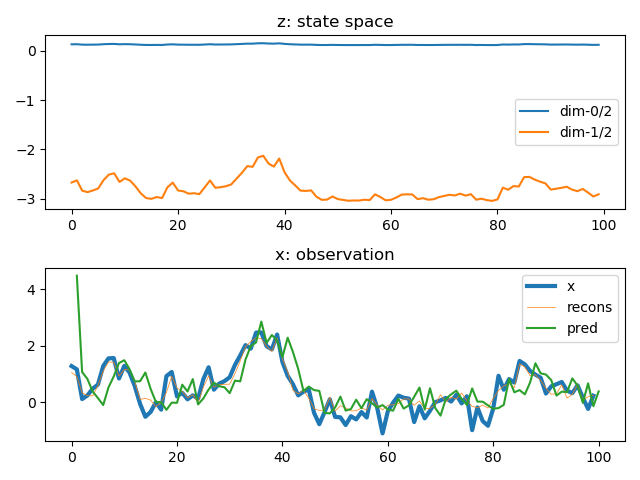 z: state space
0
−1
−2
−3
dim-0/2
dim-1/2
0 20 40 60 80 100
x: observation
4
2
0
x
recons
pred
0 20 40 60 80 100